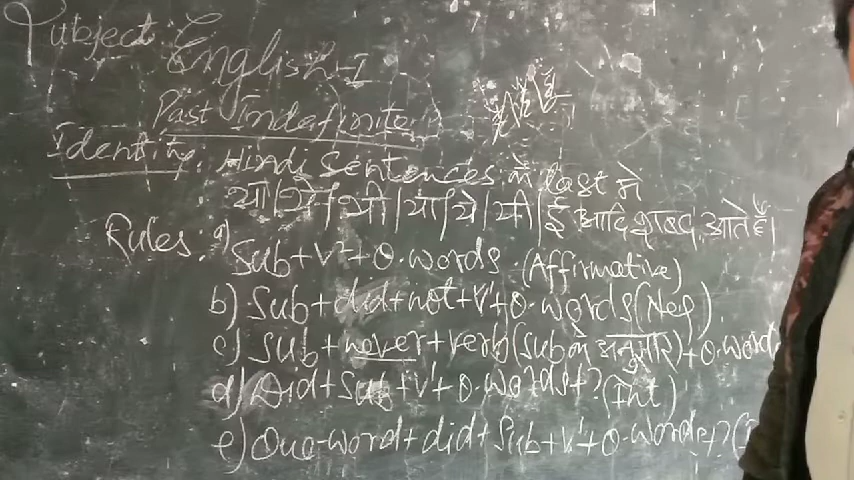 Subject: English-I
Past Indefinite
Identity: Hindi Sentences में last में
या|ये|थी|या|ये|यी|ई आदि शब्द आते हैं।
Rules: a) Sub+V²+O.words (Affirmative)
b) Sub+did+not+V¹+O.words(Neg)
c) Sub+never+verb(Sub के अनुसार)+O.words
d) Did+Sub+V¹+O.words+?(Int)
e) Que-word+did+Sub+V¹+O.words+?(